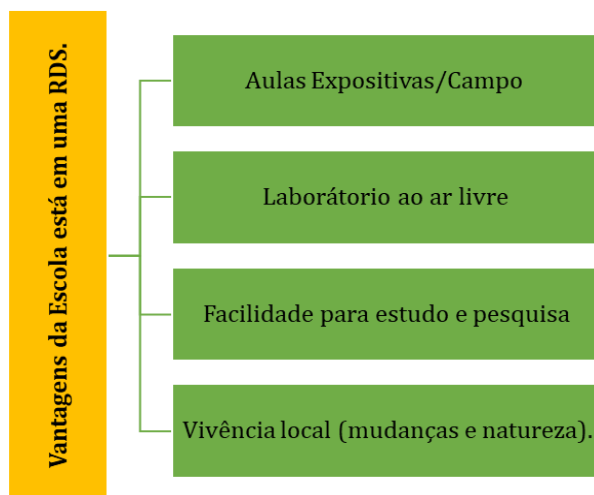 Vantagens da Escola está em uma RDS.
Aulas Expositivas/Campo
Laborátorio ao ar livre
Facilidade para estudo e pesquisa
Vivência local (mudanças e natureza).